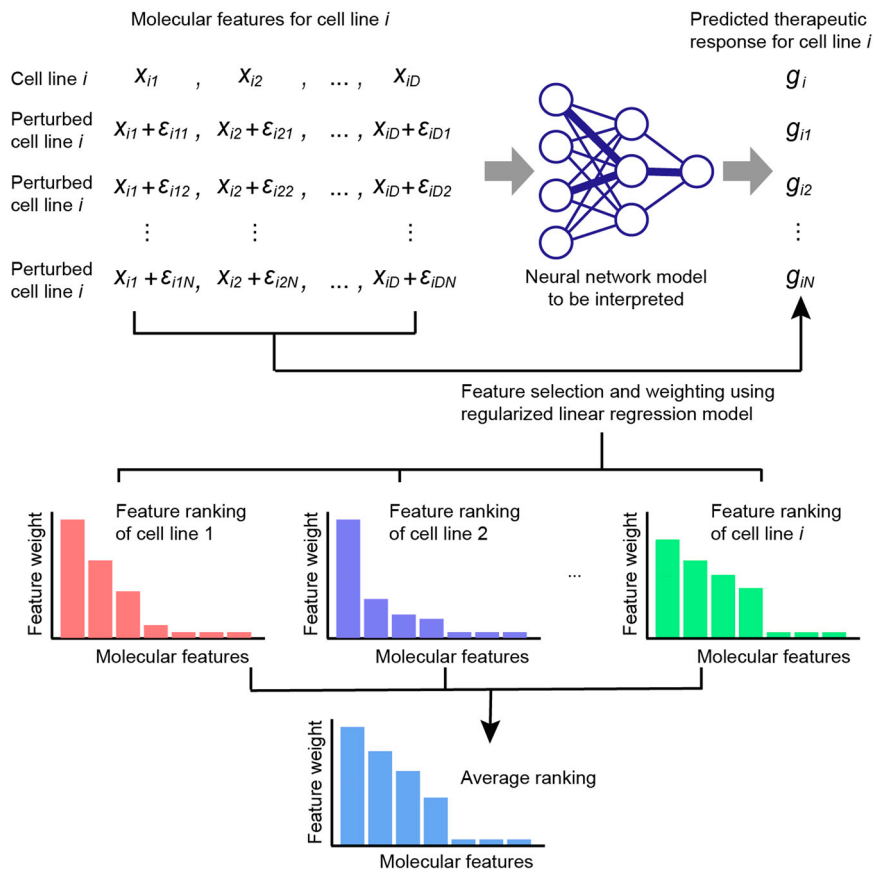 Molecular features for cell line i
Predicted therapeutic
response for cell line i
Cell line i x_i1 , x_i2 , ... , x_iD g_i
Perturbed
cell line i
x_i1 + ε_i11 , x_i2 + ε_i21 , ... , x_iD + ε_iD1 g_i1
Perturbed
cell line i
x_i1 + ε_i12 , x_i2 + ε_i22 , ... , x_iD + ε_iD2 g_i2
⋮ ⋮ ⋮ ⋮
Perturbed
cell line i
x_i1 + ε_i1N , x_i2 + ε_i2N , ... , x_iD + ε_iDN g_iN
Neural network model
to be interpreted
Feature selection and weighting using
regularized linear regression model
Feature weight
Feature ranking
of cell line 1
Molecular features
Feature weight
Feature ranking
of cell line 2
Molecular features
...
Feature weight
Feature ranking
of cell line i
Molecular features
Feature weight
Average ranking
Molecular features